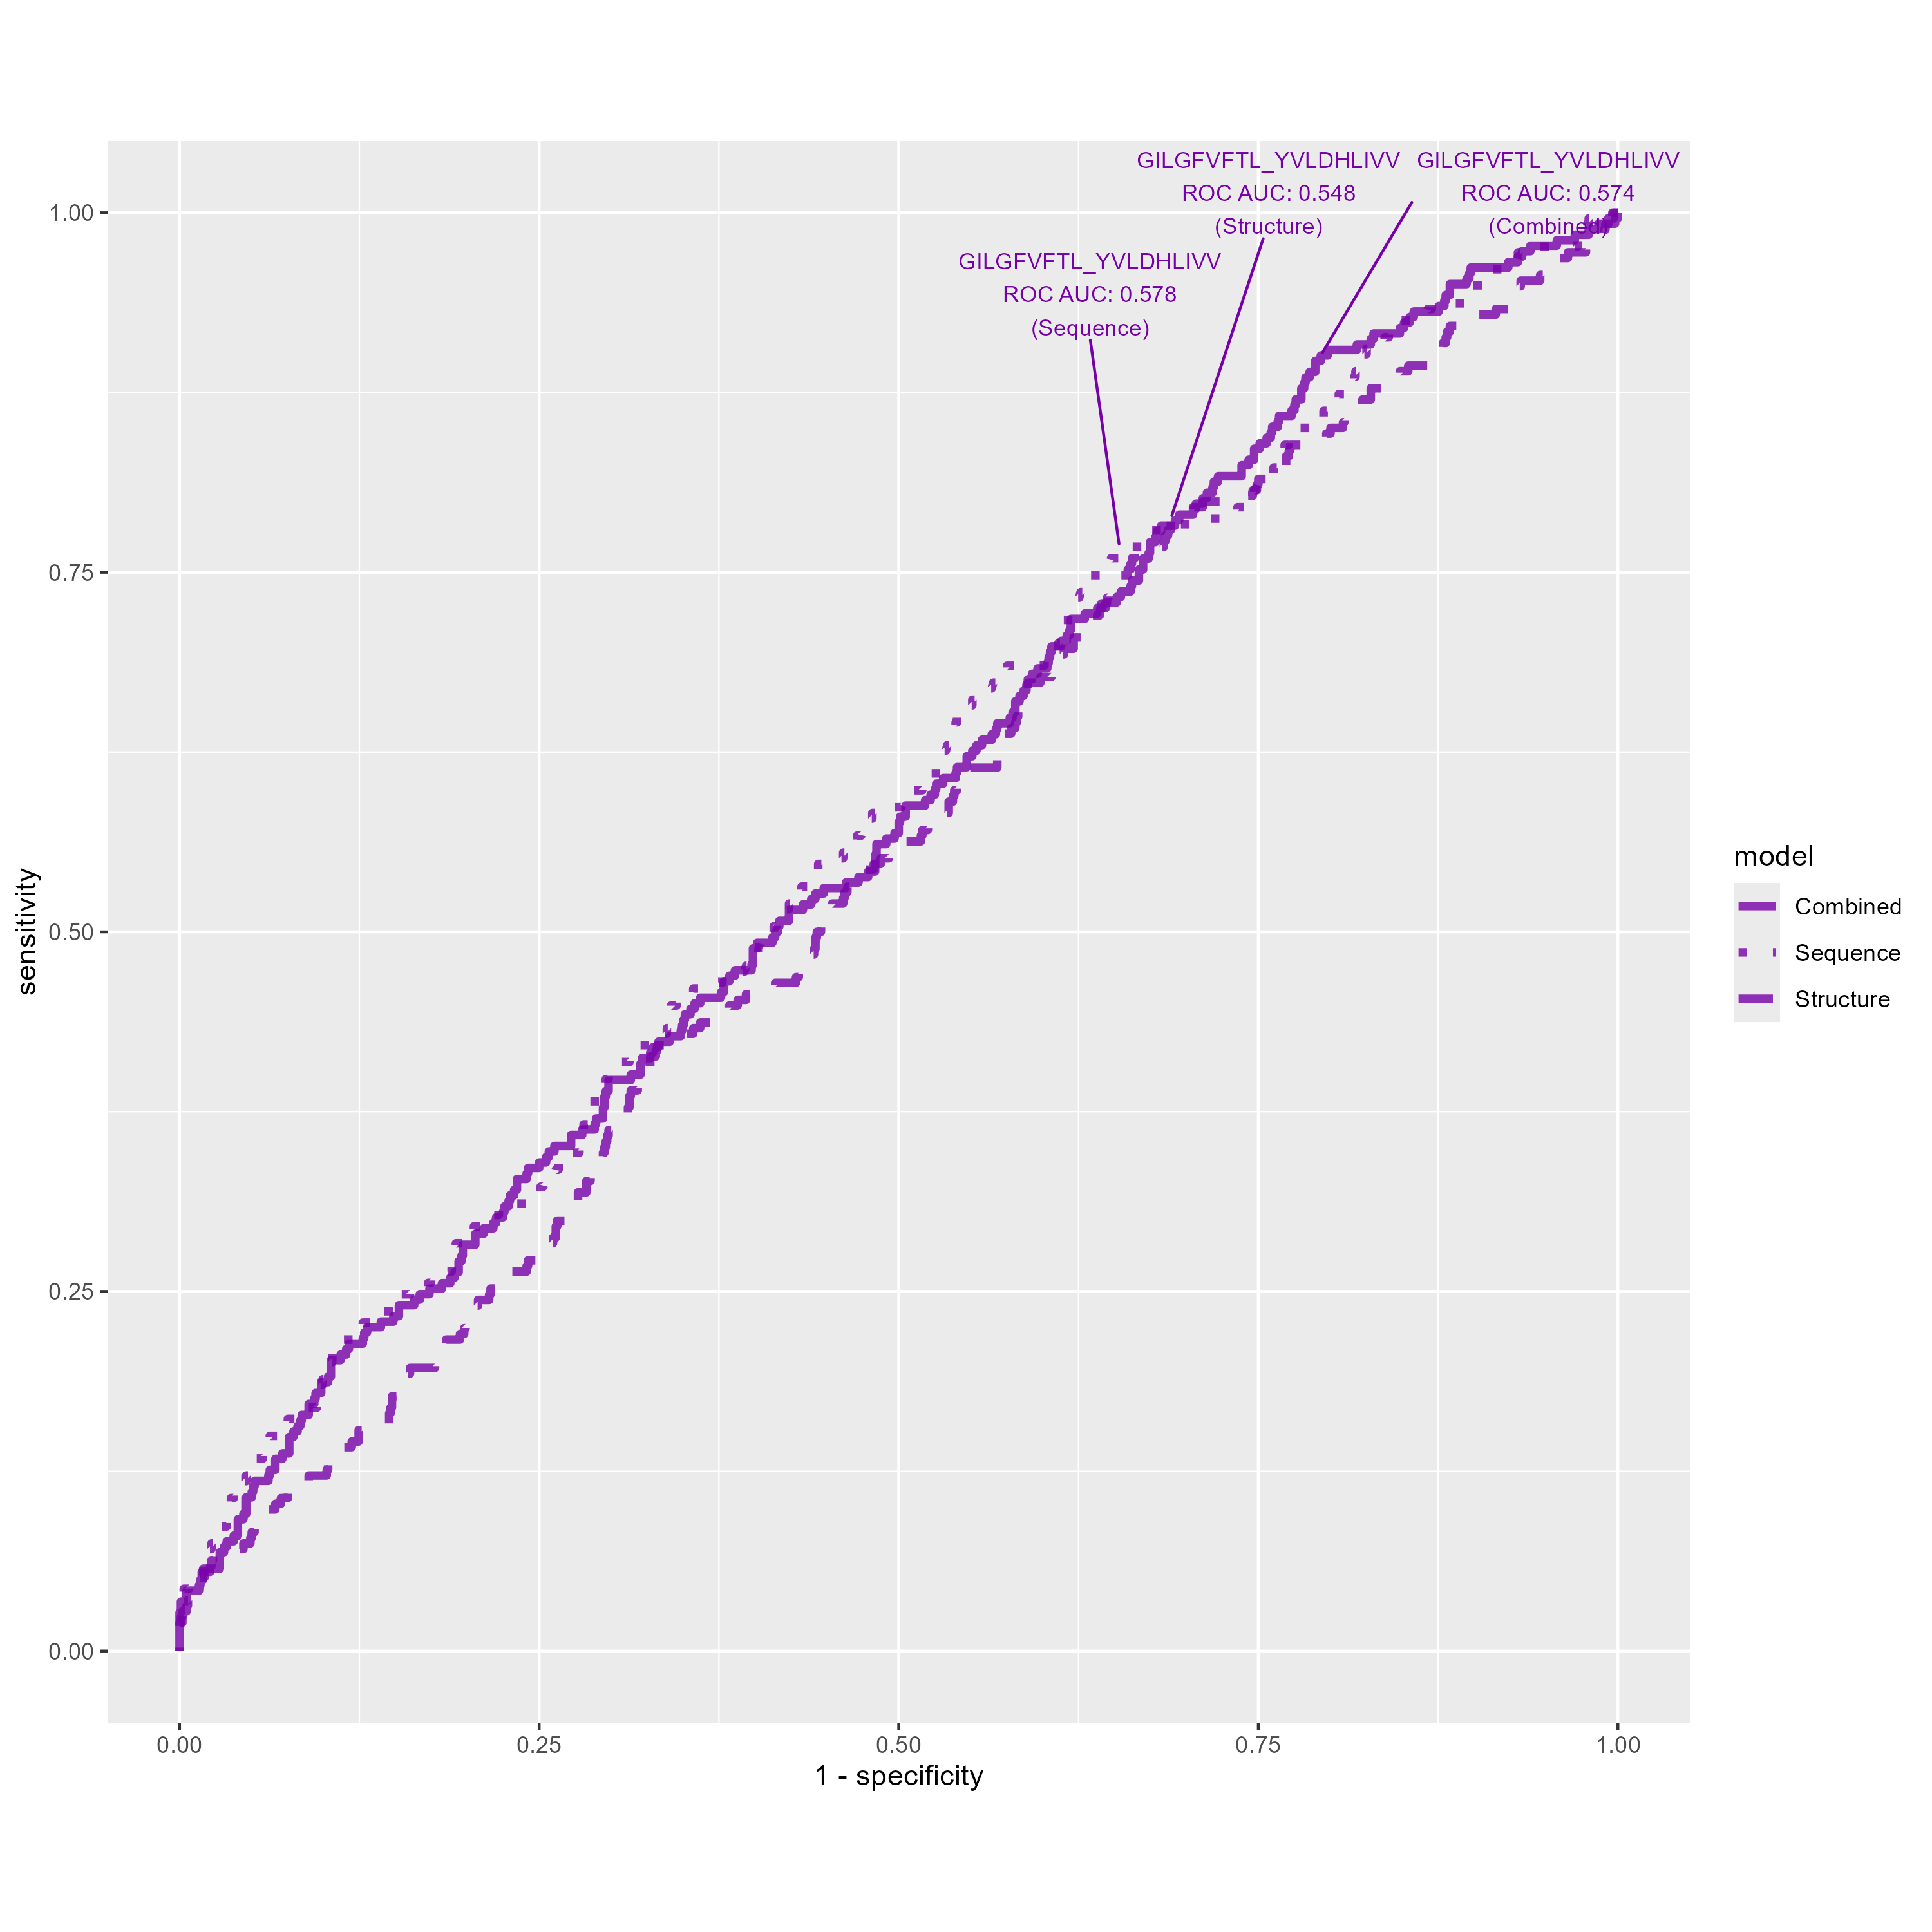 GILGFVFTL_YVLDHLIVV
ROC AUC: 0.548
(Structure)
GILGFVFTL_YVLDHLIVV
ROC AUC: 0.574
(Combined)
GILGFVFTL_YVLDHLIVV
ROC AUC: 0.578
(Sequence)
1.00
0.75
0.50
0.25
0.00
sensitivity
0.00
0.25
0.50
0.75
1.00
1 - specificity
model
Combined
Sequence
Structure